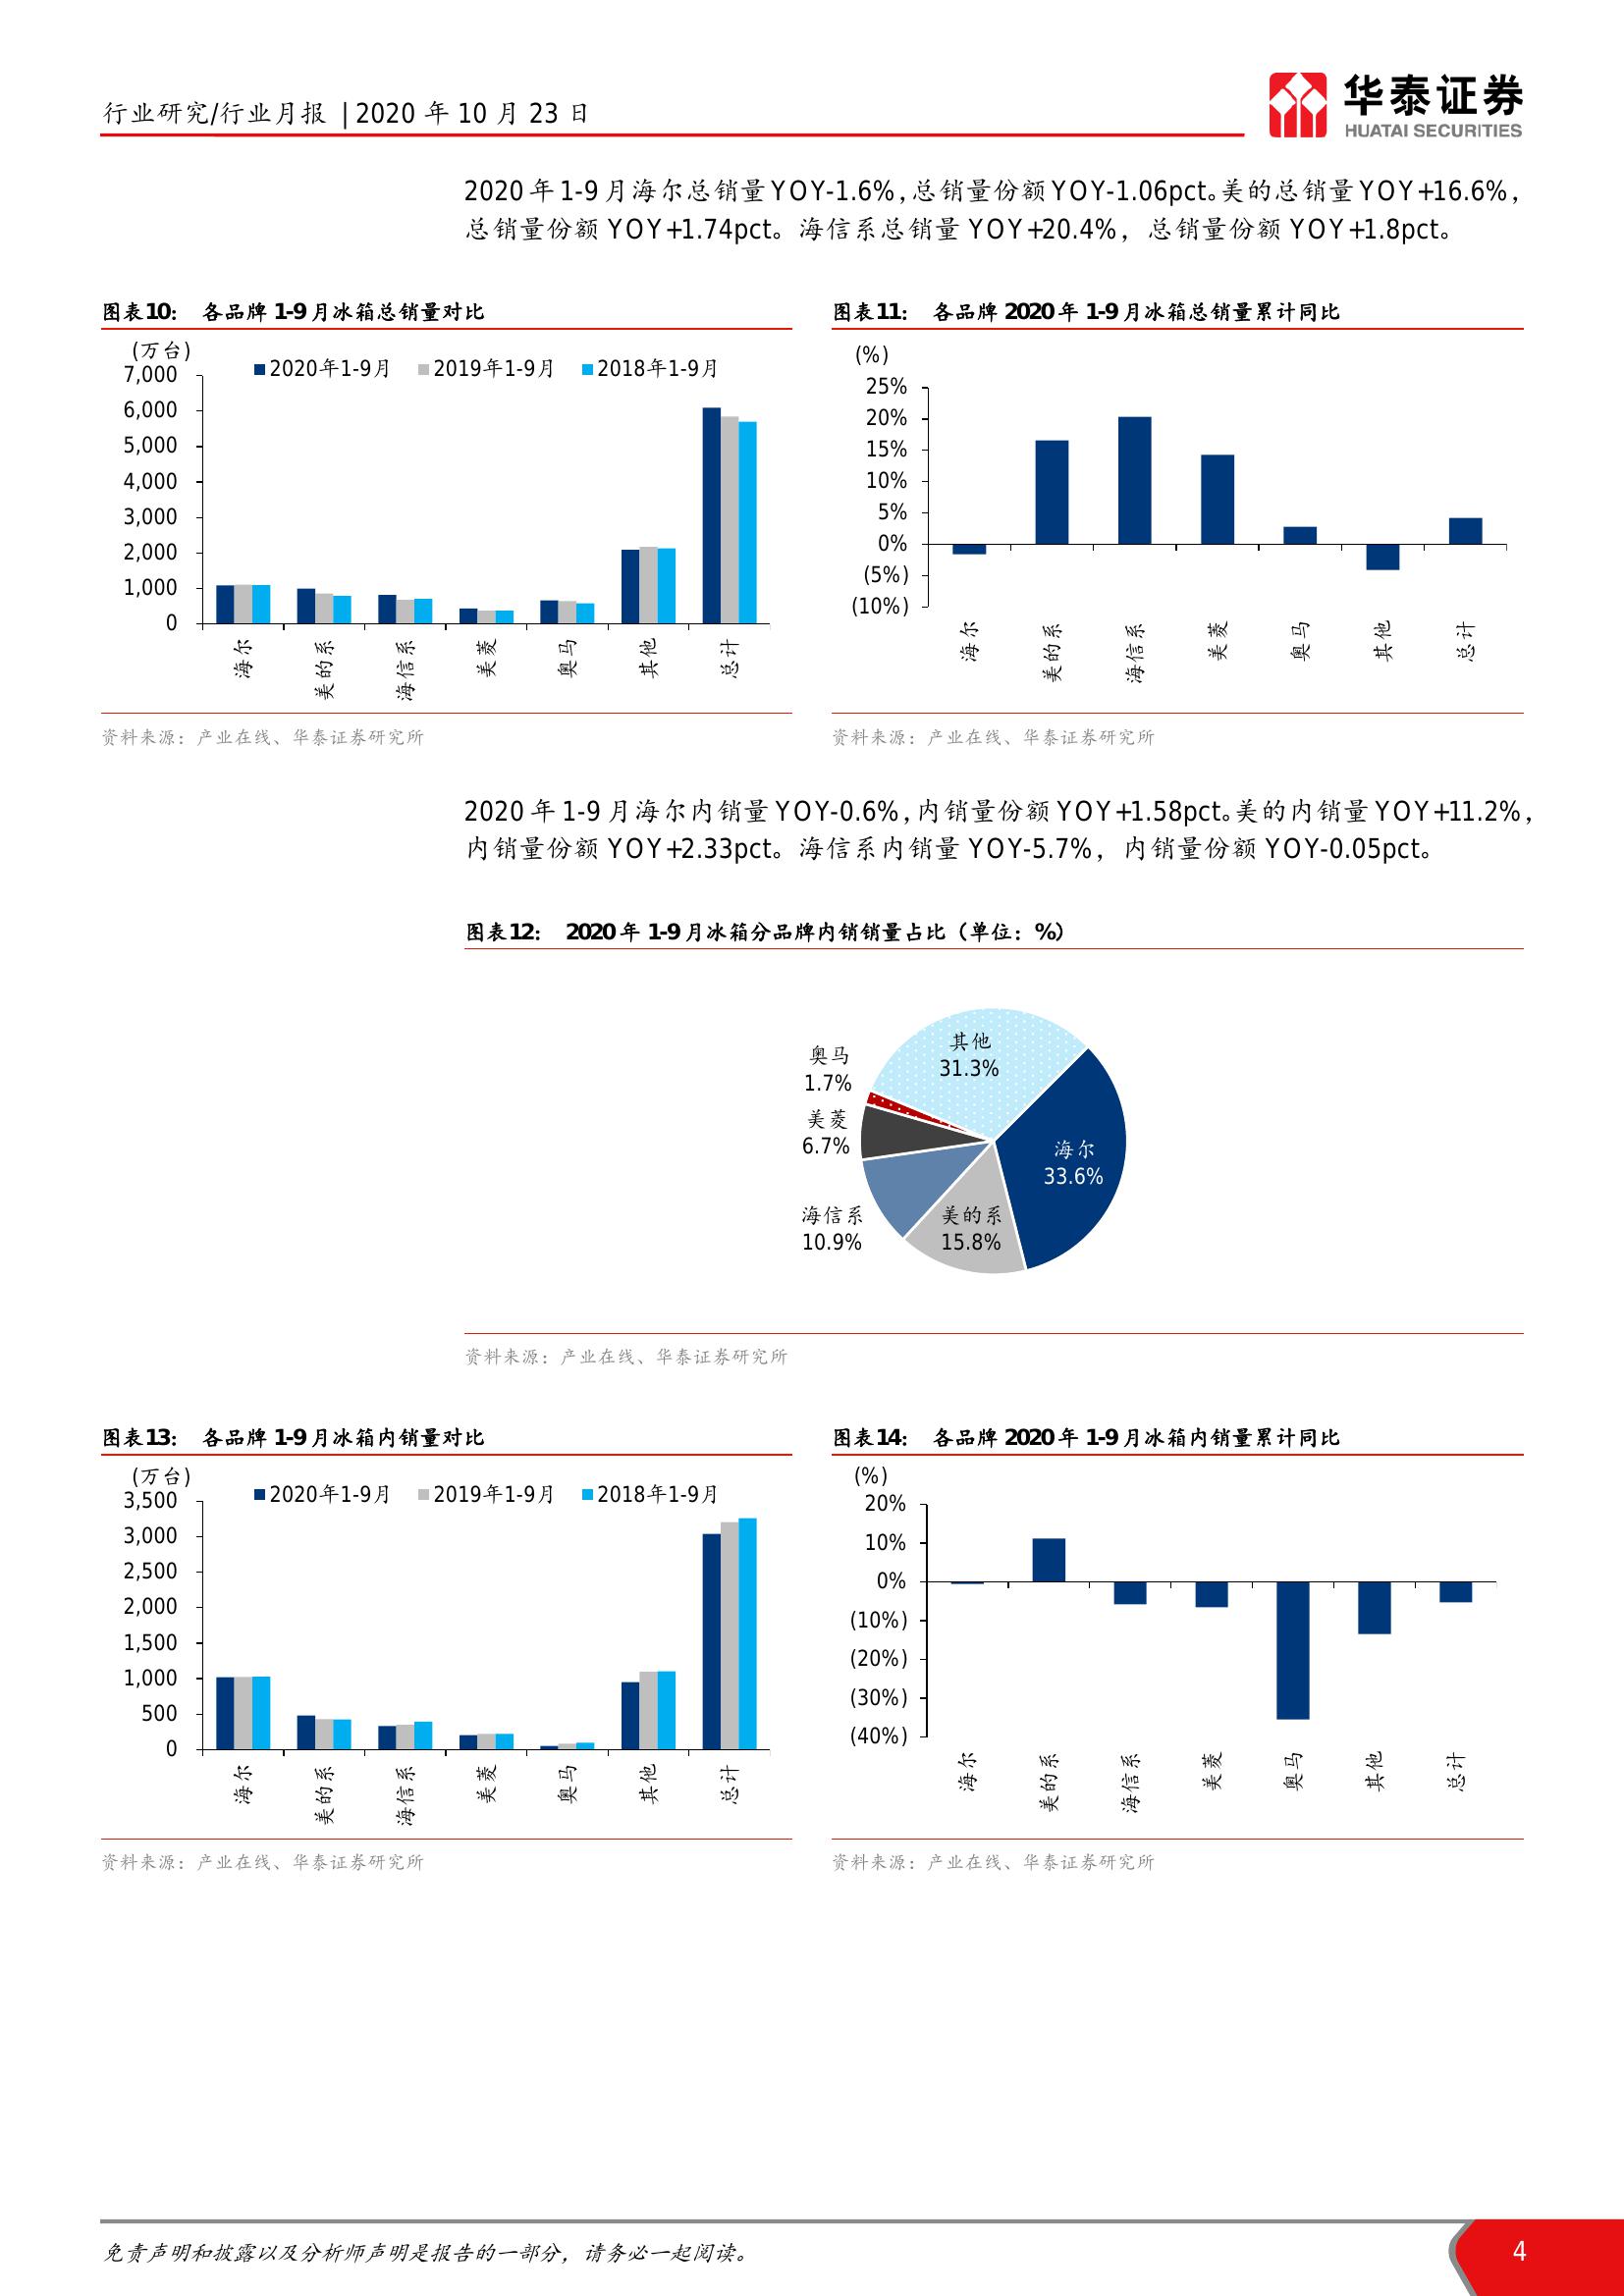 行业研究/行业月报 | 2020 年 10 月 23 日
华泰证券
HUATAI SECURITIES
2020 年 1-9 月海尔总销量 YOY-1.6%，总销量份额 YOY-1.06pct。美的总销量 YOY+16.6%，
总销量份额 YOY+1.74pct。海信系总销量 YOY+20.4%，总销量份额 YOY+1.8pct。
图表10： 各品牌 1-9 月冰箱总销量对比
(万台)
2020年1-9月 2019年1-9月 2018年1-9月
7,000
6,000
5,000
4,000
3,000
2,000
1,000
0
海尔 美的系 海信系 美菱 奥马 其他 总计
资料来源：产业在线、华泰证券研究所
图表11： 各品牌 2020 年 1-9 月冰箱总销量累计同比
(%)
25%
20%
15%
10%
5%
0%
(5%)
(10%)
海尔 美的系 海信系 美菱 奥马 其他 总计
资料来源：产业在线、华泰证券研究所
2020 年 1-9 月海尔内销量 YOY-0.6%，内销量份额 YOY+1.58pct。美的内销量 YOY+11.2%，
内销量份额 YOY+2.33pct。海信系内销量 YOY-5.7%，内销量份额 YOY-0.05pct。
图表12： 2020 年 1-9 月冰箱分品牌内销销量占比（单位：%）
其他
31.3%
奥马
1.7%
美菱
6.7%
海尔
33.6%
海信系
10.9%
美的系
15.8%
资料来源：产业在线、华泰证券研究所
图表13： 各品牌 1-9 月冰箱内销量对比
(万台)
2020年1-9月 2019年1-9月 2018年1-9月
3,500
3,000
2,500
2,000
1,500
1,000
500
0
海尔 美的系 海信系 美菱 奥马 其他 总计
资料来源：产业在线、华泰证券研究所
图表14： 各品牌 2020 年 1-9 月冰箱内销量累计同比
(%)
20%
10%
0%
(10%)
(20%)
(30%)
(40%)
海尔 美的系 海信系 美菱 奥马 其他 总计
资料来源：产业在线、华泰证券研究所
免责声明和披露以及分析师声明是报告的一部分，请务必一起阅读。
4